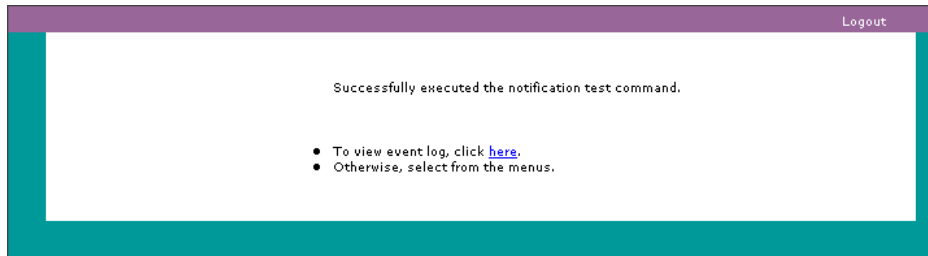 Logout
Successfully executed the notification test command.
● To view event log, click here.
● Otherwise, select from the menus.